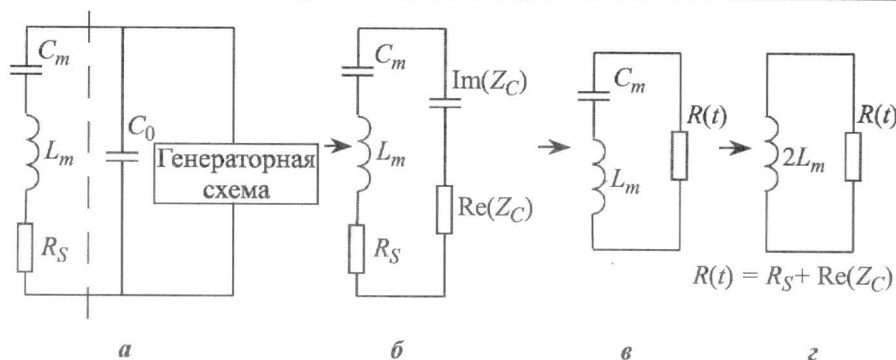 C_m
L_m
R_S
C_0
Генераторная
схема
C_m
L_m
R_S
Im(Z_C)
Re(Z_C)
C_m
L_m
R(t)
2L_m
R(t)
R(t) = R_S + Re(Z_C)
а
б
в
г